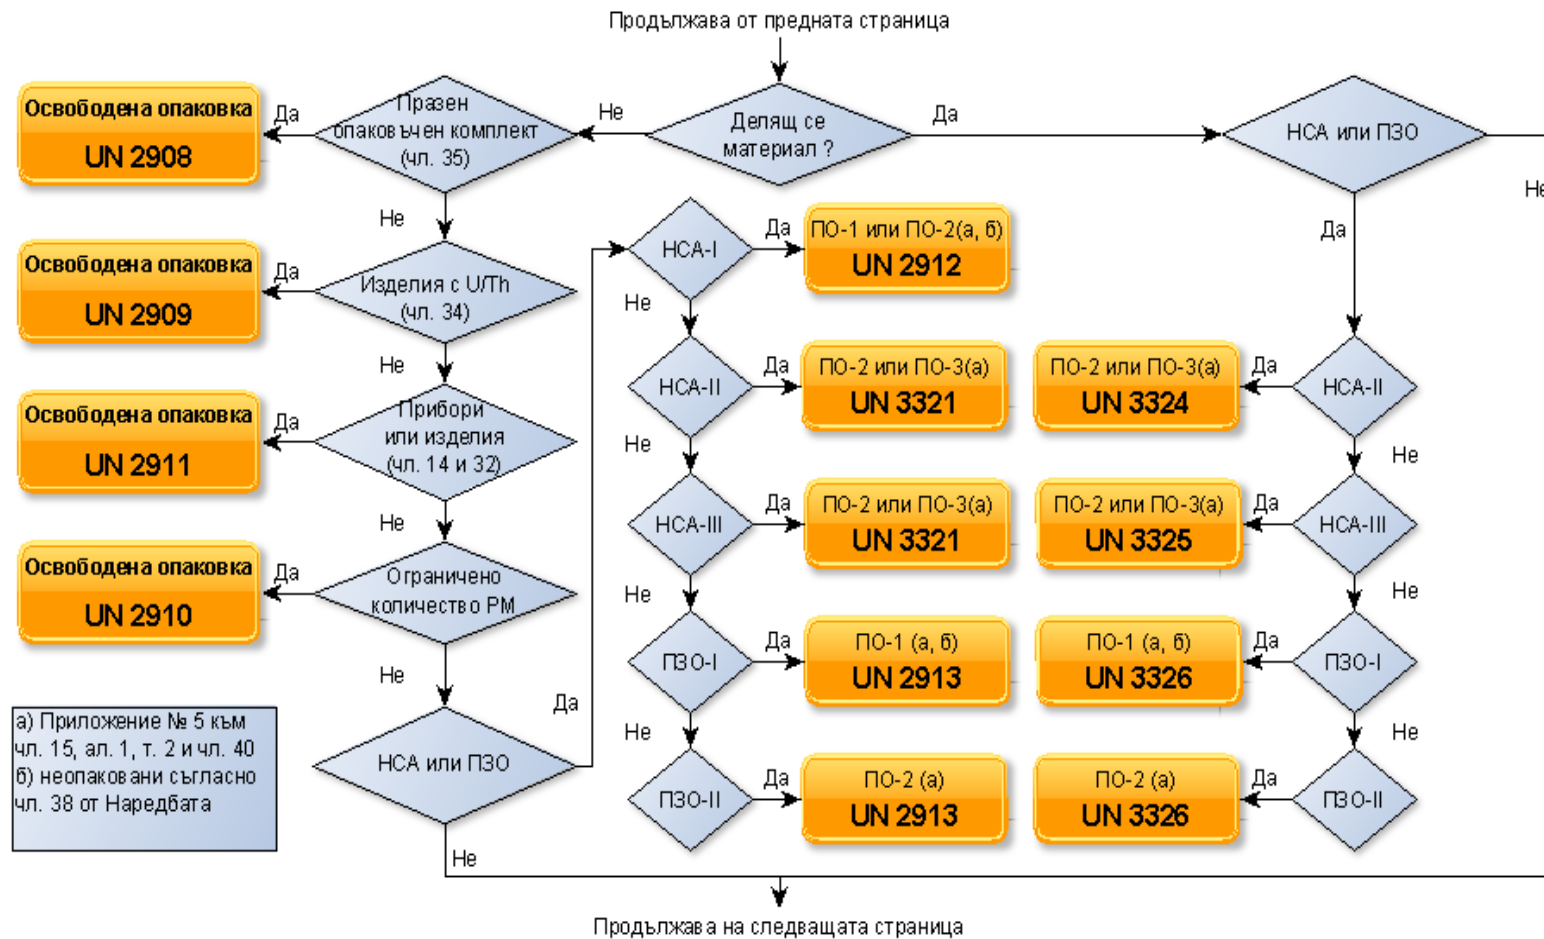 Продължава от предната страница
Освободена опаковка
UN 2908
Да
Празен
опаковъчен комплект
(чл. 35)
Не
Делящ се
материал ?
Да
НСА или ПЗО
Не
Не
Да
Освободена опаковка
UN 2909
Да
Изделия с U/Th
(чл. 34)
НСА-I
Да
ПО-1 или ПО-2(а, б)
UN 2912
Не
Не
Освободена опаковка
UN 2911
Да
Прибори
или изделия
(чл. 14 и 32)
НСА-II
Да
ПО-2 или ПО-3(а)
UN 3321
ПО-2 или ПО-3(а)
UN 3324
Да
НСА-II
Не
Не
Не
НСА-III
Да
ПО-2 или ПО-3(а)
UN 3321
ПО-2 или ПО-3(а)
UN 3325
Да
НСА-III
Освободена опаковка
UN 2910
Да
Ограничено
количество РМ
Не
Не
Не
ПЗО-I
Да
ПО-1 (а, б)
UN 2913
ПО-1 (а, б)
UN 3326
Да
ПЗО-I
Да
Не
Не
а) Приложение № 5 към
чл. 15, ал. 1, т. 2 и чл. 40
б) неопаковани съгласно
чл. 38 от Наредбата
НСА или ПЗО
ПЗО-II
Да
ПО-2 (а)
UN 2913
ПО-2 (а)
UN 3326
Да
ПЗО-II
Не
Продължава на следващата страница